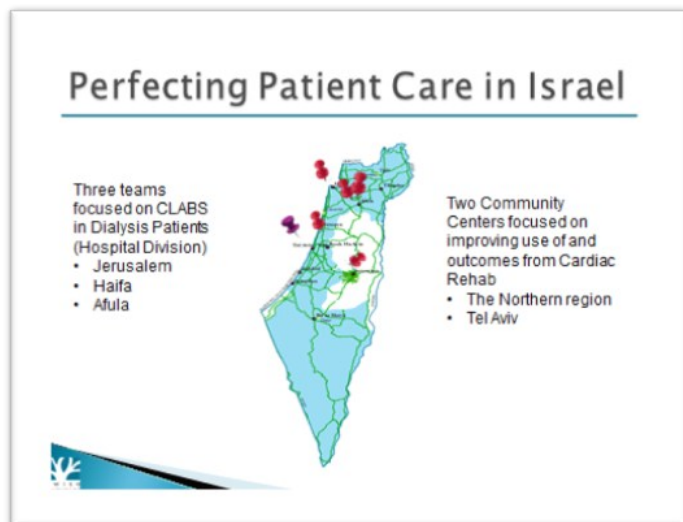 Perfecting Patient Care in Israel
Three teams
focused on CLABS
in Dialysis Patients
(Hospital Division)
• Jerusalem
• Haifa
• Afula
Two Community
Centers focused on
improving use of and
outcomes from Cardiac
Rehab
• The Northern region
• Tel Aviv